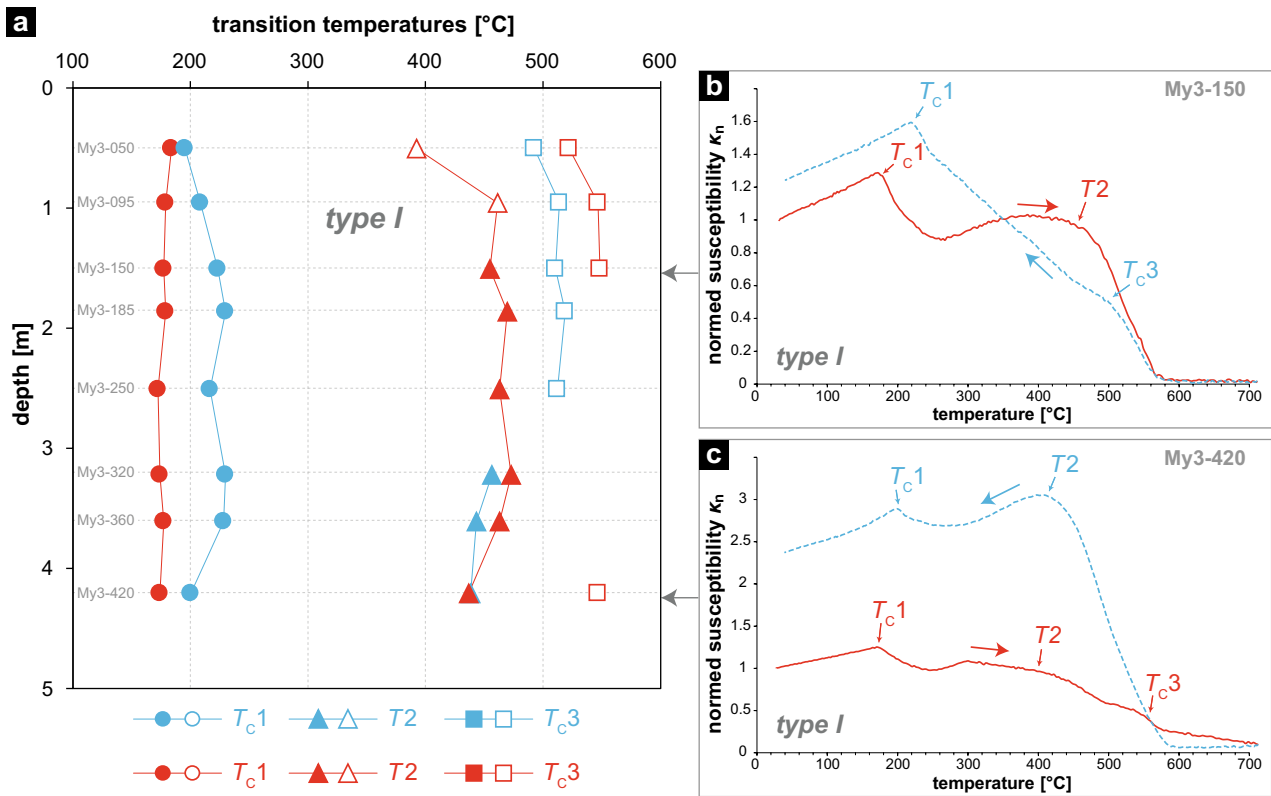 a
transition temperatures [°C]
100 200 300 400 500 600
0
1
2
3
4
5
depth [m]
My3-050
My3-095
My3-150
My3-185
My3-250
My3-320
My3-360
My3-420
type I
TC1 T2 TC3
TC1 T2 TC3
b
My3-150
normed susceptibility κn
1.6
1.4
1.2
1
0.8
0.6
0.4
0.2
0
TC1
TC1
T2
TC3
type I
0 100 200 300 400 500 600 700
temperature [°C]
c
My3-420
normed susceptibility κn
3
2.5
2
1.5
1
0.5
0
TC1
T2
TC1
T2
TC3
type I
0 100 200 300 400 500 600 700
temperature [°C]